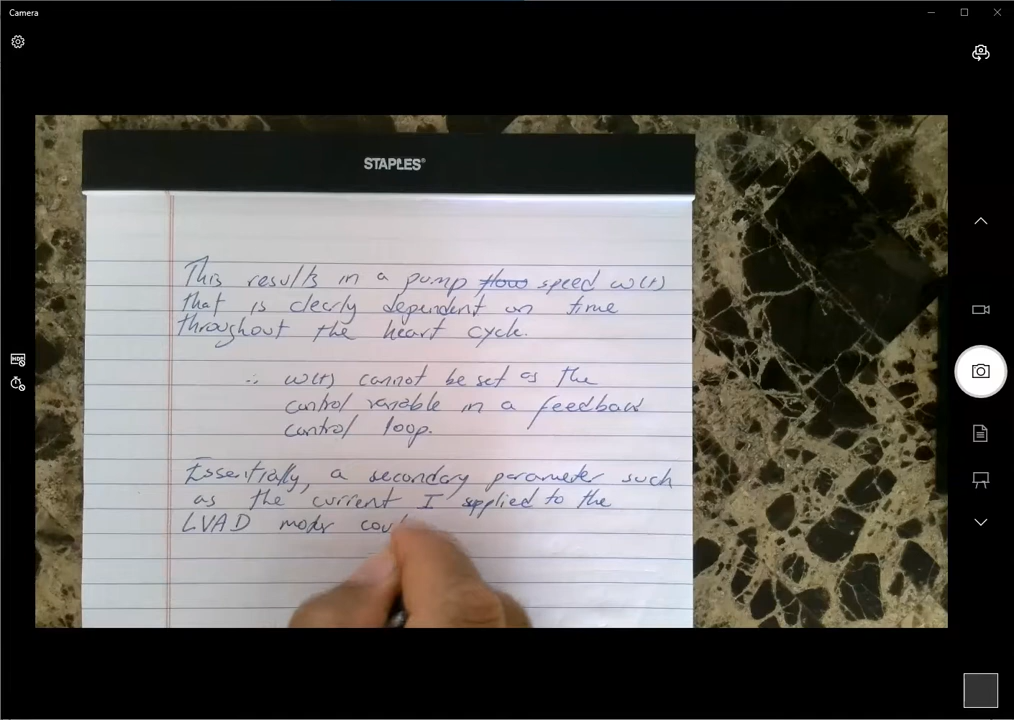 Camera
STAPLES®
This results in a pump flow speed ω(t)
that is clearly dependent on time
throughout the heart cycle.
∴ ω(t) cannot be set as the
control variable in a feedback
control loop.
Essentially, a secondary parameter such
as the current I supplied to the
LVAD motor coul